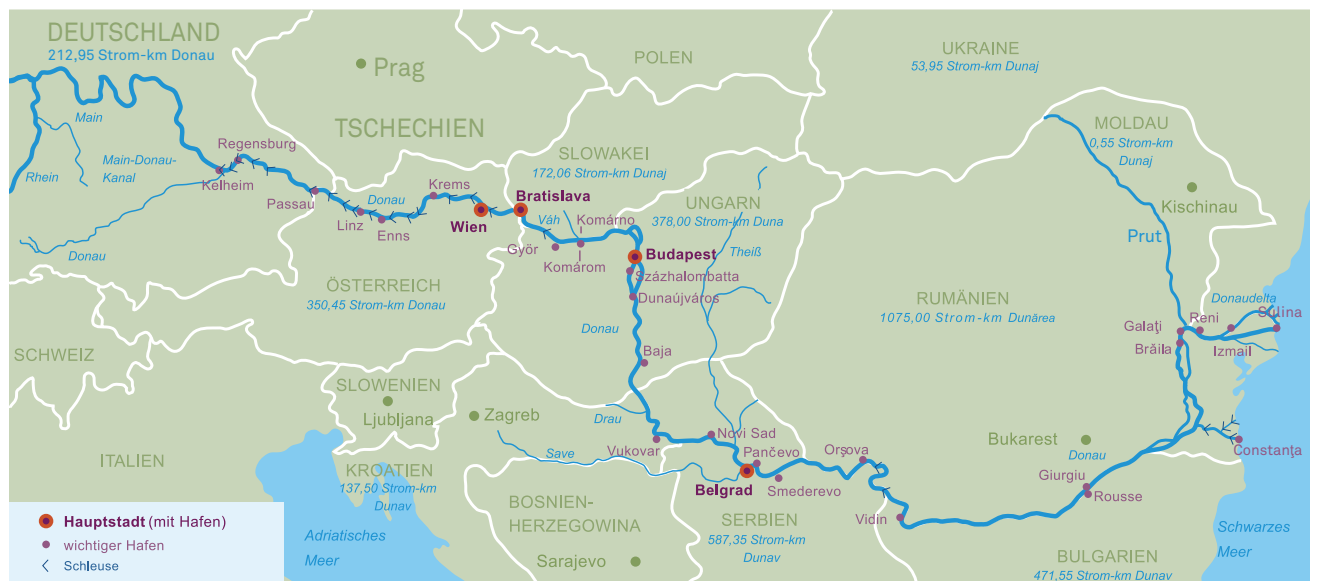 DEUTSCHLAND
212,95 Strom-km Donau
Prag
POLEN
UKRAINE
53,95 Strom-km Dunaj
Main
TSCHECHIEN
MOLDAU
0,55 Strom-km
Dunaj
Regensburg
Main-Donau-
Kanal
Rhein
Kelheim
SLOWAKEI
172,06 Strom-km Dunaj
Passau
Donau
Krems
Bratislava
UNGARN
378,00 Strom-km Duna
Kischinau
Linz
Enns
Wien
Váh
Komárno
Győr
Komárom
Budapest
Theiß
Prut
Donau
Százhalombatta
Dunaújváros
ÖSTERREICH
350,45 Strom-km Donau
RUMÄNIEN
1075,00 Strom-km Dunărea
Donaudelta
Sulina
Reni
Galaţi
Brăila
Izmail
Donau
Baja
SCHWEIZ
SLOWENIEN
Ljubljana
Zagreb
Drau
Vukovar
Novi Sad
Pančevo
Orşova
Bukarest
Donau
Constanţa
ITALIEN
KROATIEN
137,50 Strom-km
Dunav
Save
Belgrad
Smederevo
Giurgiu
Rousse
BOSNIEN-
HERZEGOWINA
Sarajevo
SERBIEN
587,35 Strom-km
Dunav
Vidin
BULGARIEN
471,55 Strom-km Dunav
Schwarzes
Meer
Adriatisches
Meer
Hauptstadt (mit Hafen)
wichtiger Hafen
Schleuse